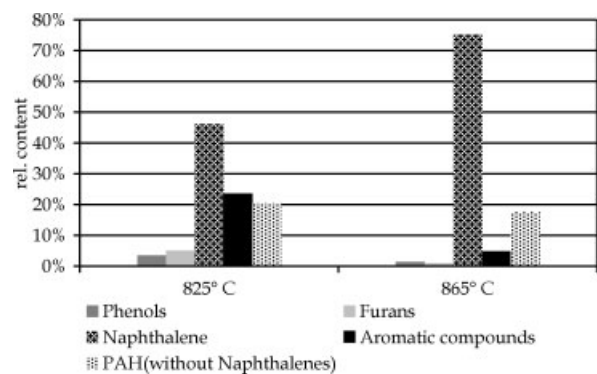 80%
70%
60%
50%
40%
30%
20%
10%
0%
rel. content
825° C 865° C
Phenols Furans
Naphthalene Aromatic compounds
PAH(without Naphthalenes)